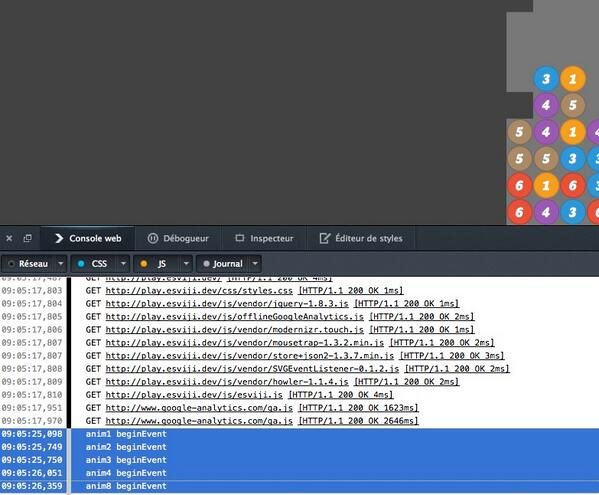 3 1
4 5
5 4 1 4
5 5 3 3
6 1 6 3
6 4 3 6
Console web Débogueur Inspecteur Éditeur de styles
Réseau CSS JS Journal
GET http://play.esviji.dev/ [HTTP/1.1 200 OK 4ms]
09:05:17,803 GET http://play.esviji.dev/css/styles.css [HTTP/1.1 200 OK 1ms]
09:05:17,804 GET http://play.esviji.dev/js/vendor/jquery-1.8.3.js [HTTP/1.1 200 OK 1ms]
09:05:17,805 GET http://play.esviji.dev/js/offlineGoogleAnalytics.js [HTTP/1.1 200 OK 2ms]
09:05:17,806 GET http://play.esviji.dev/js/vendor/modernizr.touch.js [HTTP/1.1 200 OK 1ms]
09:05:17,807 GET http://play.esviji.dev/js/vendor/mousetrap-1.3.2.min.js [HTTP/1.1 200 OK 2ms]
09:05:17,808 GET http://play.esviji.dev/js/vendor/store+json2-1.3.7.min.js [HTTP/1.1 200 OK 3ms]
09:05:17,808 GET http://play.esviji.dev/js/vendor/SVGEventListener-0.1.2.js [HTTP/1.1 200 OK 2ms]
09:05:17,809 GET http://play.esviji.dev/js/vendor/howler-1.1.4.js [HTTP/1.1 200 OK 2ms]
09:05:17,810 GET http://play.esviji.dev/js/esviji.js [HTTP/1.1 200 OK 4ms]
09:05:17,951 GET http://www.google-analytics.com/ga.js [HTTP/1.1 200 OK 1623ms]
09:05:17,970 GET http://www.google-analytics.com/ga.js [HTTP/1.1 200 OK 2646ms]
09:05:25,098 anim1 beginEvent
09:05:25,749 anim2 beginEvent
09:05:25,750 anim3 beginEvent
09:05:26,051 anim4 beginEvent
09:05:26,359 anim8 beginEvent